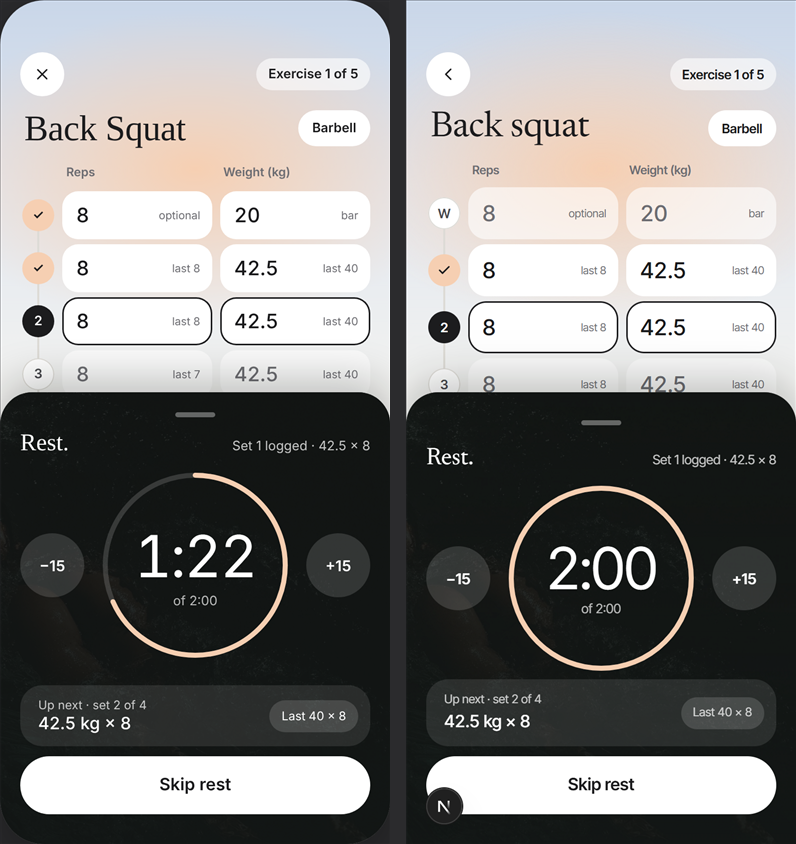 Exercise 1 of 5
Back Squat
Barbell
Reps Weight (kg)
8 optional 20 bar
8 last 8 42.5 last 40
2 8 last 8 42.5 last 40
3 8 last 7 42.5 last 40
Rest.
Set 1 logged · 42.5 × 8
−15
1:22
of 2:00
+15
Up next · set 2 of 4
42.5 kg × 8
Last 40 × 8
Skip rest
Exercise 1 of 5
Back squat
Barbell
Reps Weight (kg)
W 8 optional 20 bar
8 last 8 42.5 last 40
2 8 last 8 42.5 last 40
3 8 last 8 42.5 last 40
Rest.
Set 1 logged · 42.5 × 8
−15
2:00
of 2:00
+15
Up next · set 2 of 4
42.5 kg × 8
Last 40 × 8
Skip rest
N